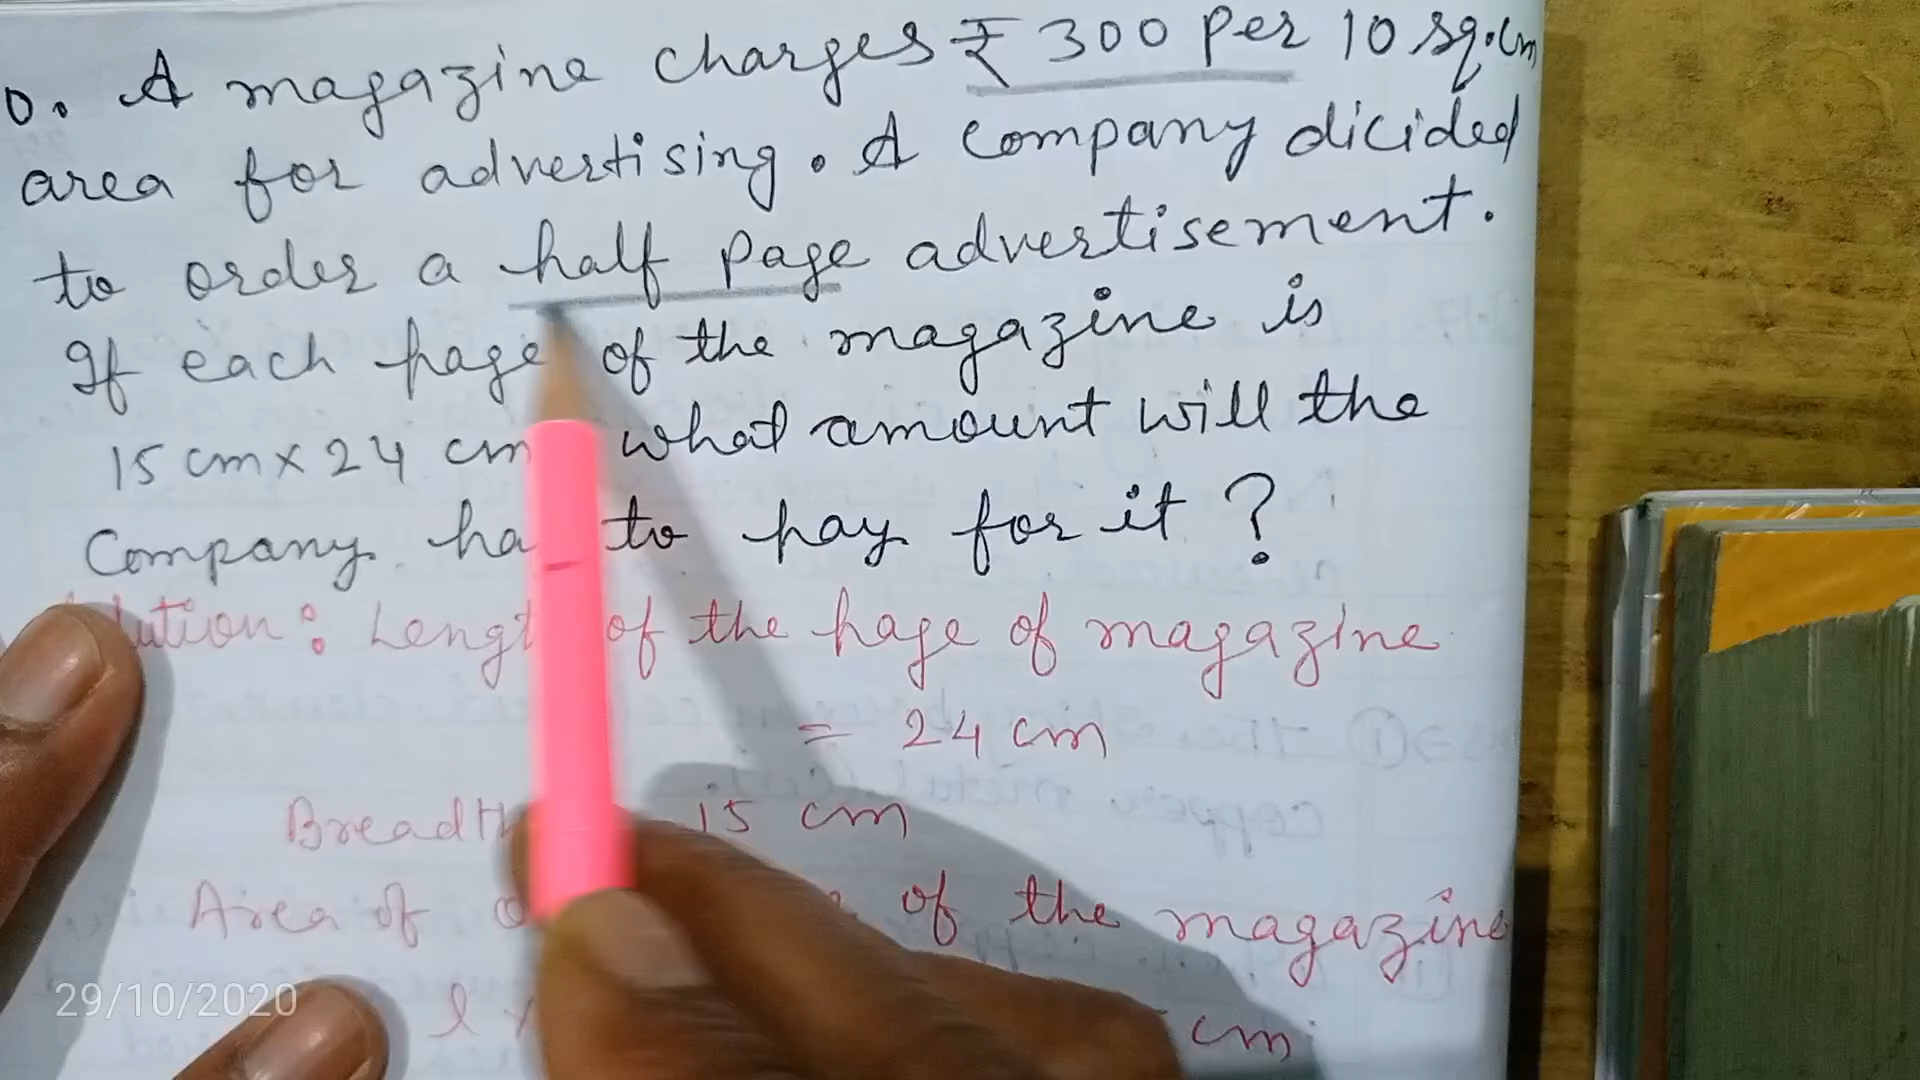 0. A magazine charges ₹ 300 per 10 sq.cm
area for advertising. A company dicided
to order a half page advertisement.
If each page of the magazine is
15 cm x 24 cm what amount will the
Company ha to pay for it ?
lution : Lengt of the page of magazine
= 24 cm
Breadth 15 cm
Area of of the magazine
l x cm
29/10/2020